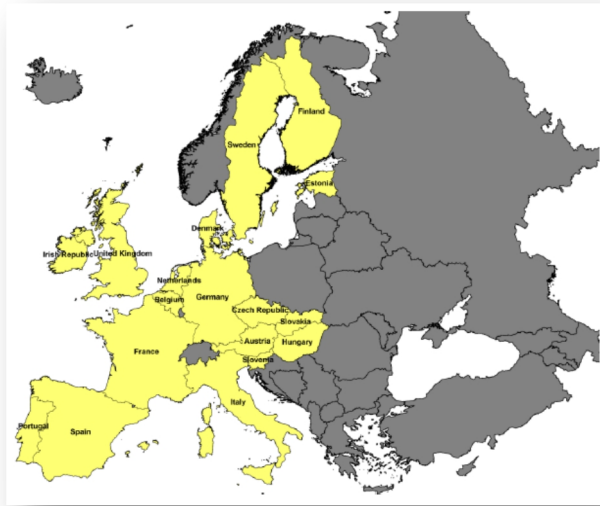 Finland
Sweden
Estonia
Denmark
Irish Republic
United Kingdom
Netherlands
Belgium
Germany
Czech Republic
Slovakia
Austria
Hungary
France
Slovenia
Italy
Portugal
Spain